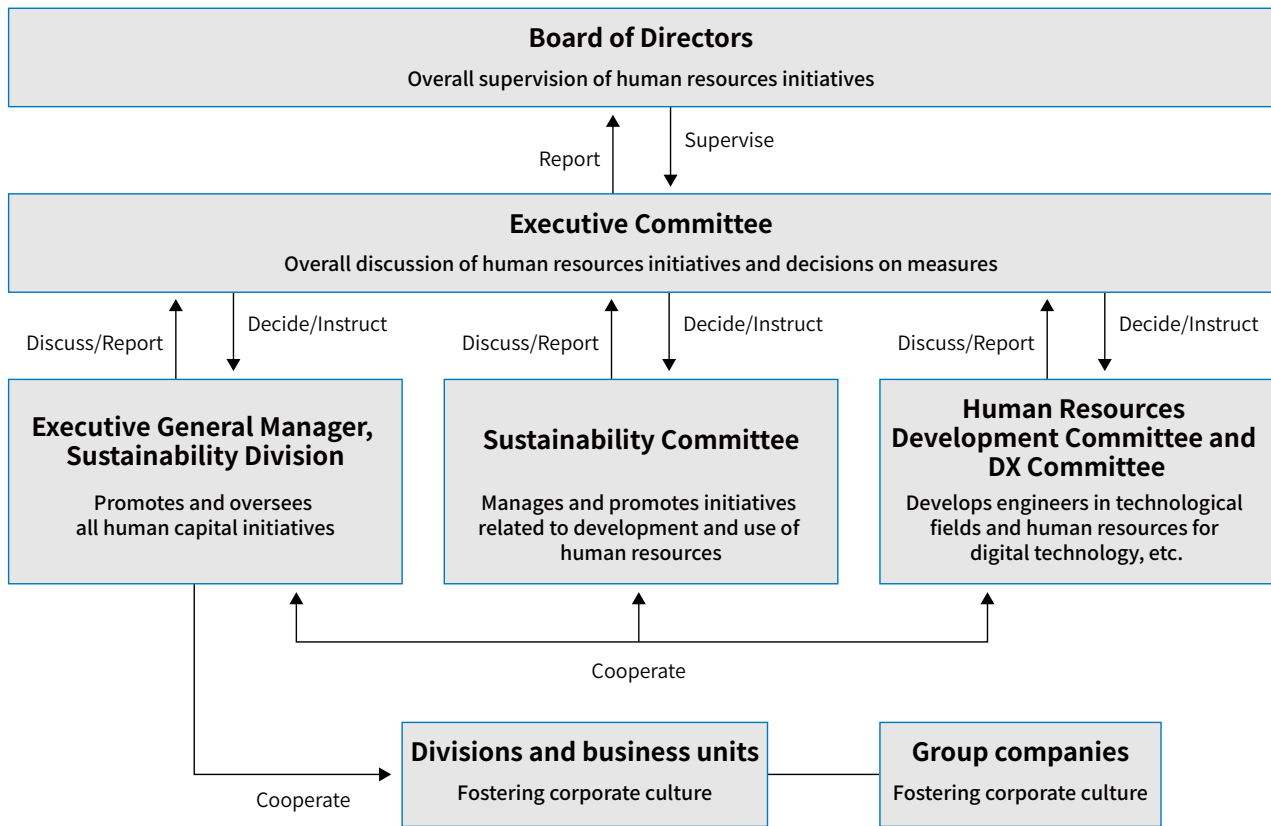 Board of Directors
Overall supervision of human resources initiatives
Report
Supervise
Executive Committee
Overall discussion of human resources initiatives and decisions on measures
Discuss/Report
Decide/Instruct
Discuss/Report
Decide/Instruct
Discuss/Report
Decide/Instruct
Executive General Manager,
Sustainability Division
Promotes and oversees
all human capital initiatives
Sustainability Committee
Manages and promotes initiatives
related to development and use of
human resources
Human Resources
Development Committee and
DX Committee
Develops engineers in technological
fields and human resources for
digital technology, etc.
Cooperate
Cooperate
Divisions and business units
Fostering corporate culture
Group companies
Fostering corporate culture